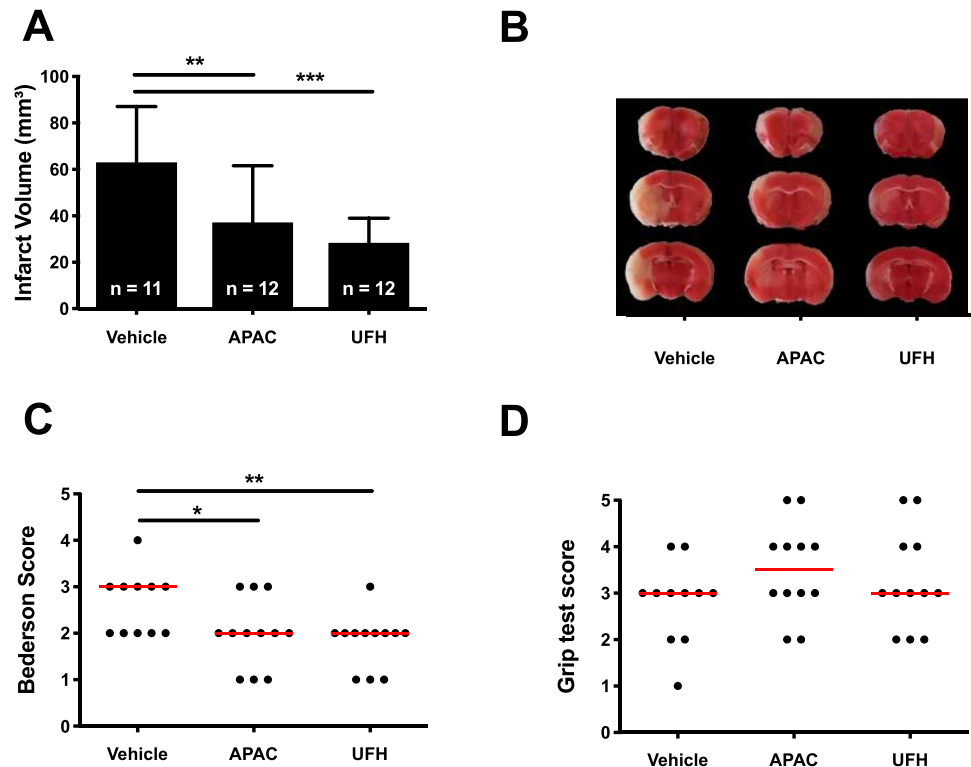 A
B
**
***
100
80
60
40
20
0
Infarct Volume (mm³)
n = 11
n = 12
n = 12
Vehicle
APAC
UFH
Vehicle
APAC
UFH
C
D
**
*
5
4
3
2
1
0
Bederson Score
Vehicle
APAC
UFH
5
4
3
2
1
0
Grip test score
Vehicle
APAC
UFH